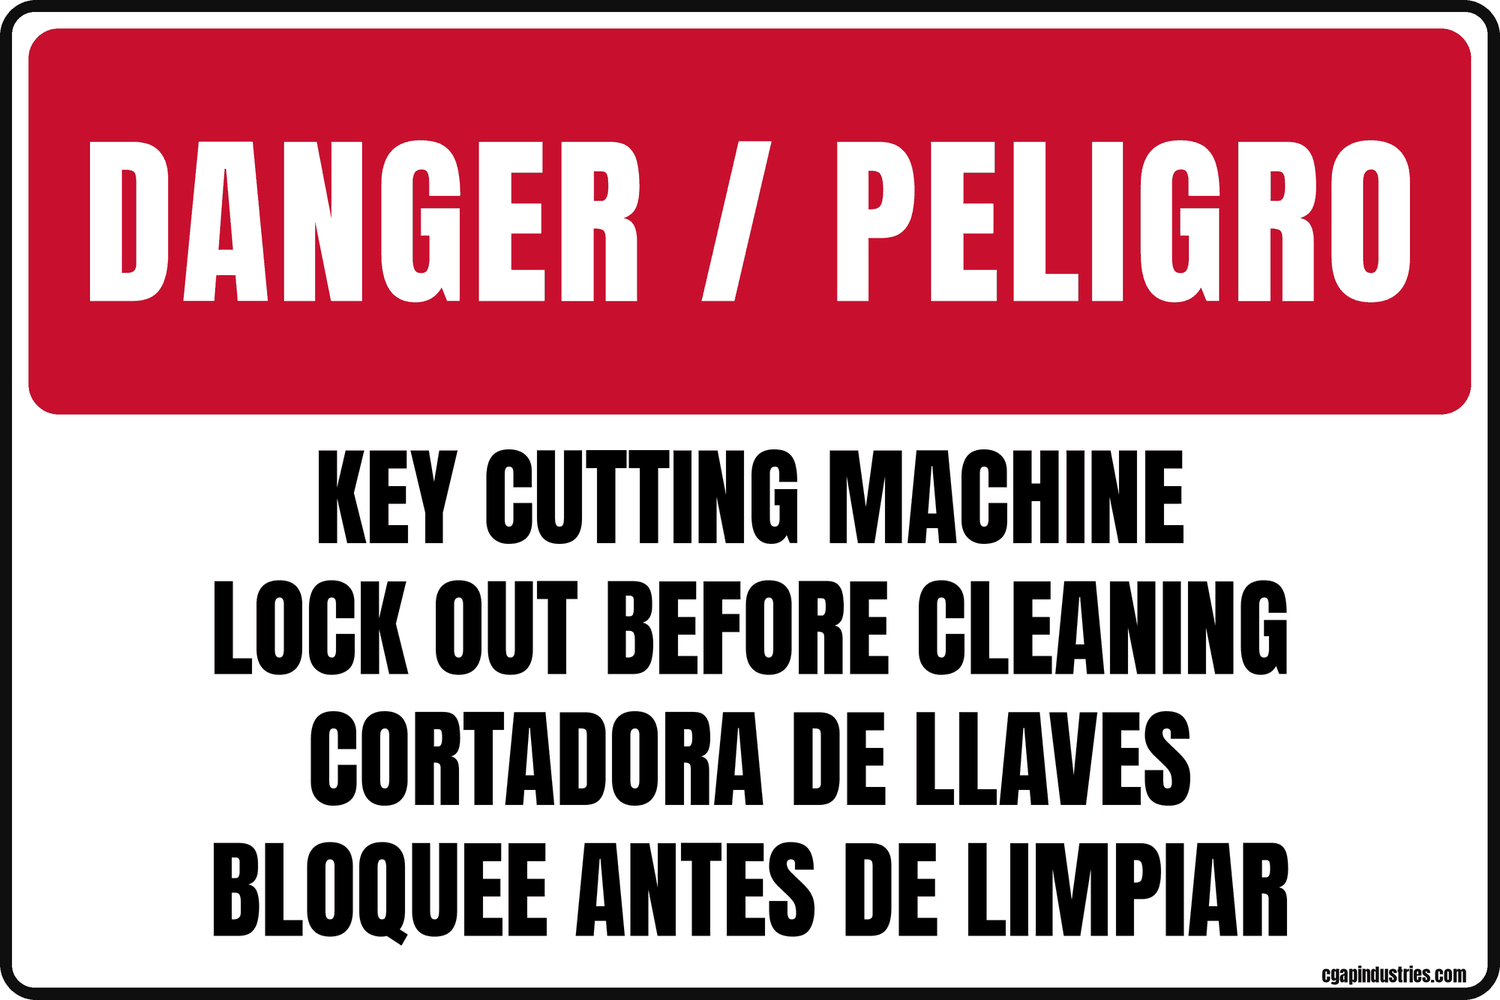 DANGER / PELIGRO
KEY CUTTING MACHINE
LOCK OUT BEFORE CLEANING
CORTADORA DE LLAVES
BLOQUEE ANTES DE LIMPIAR
cgapindustries.com